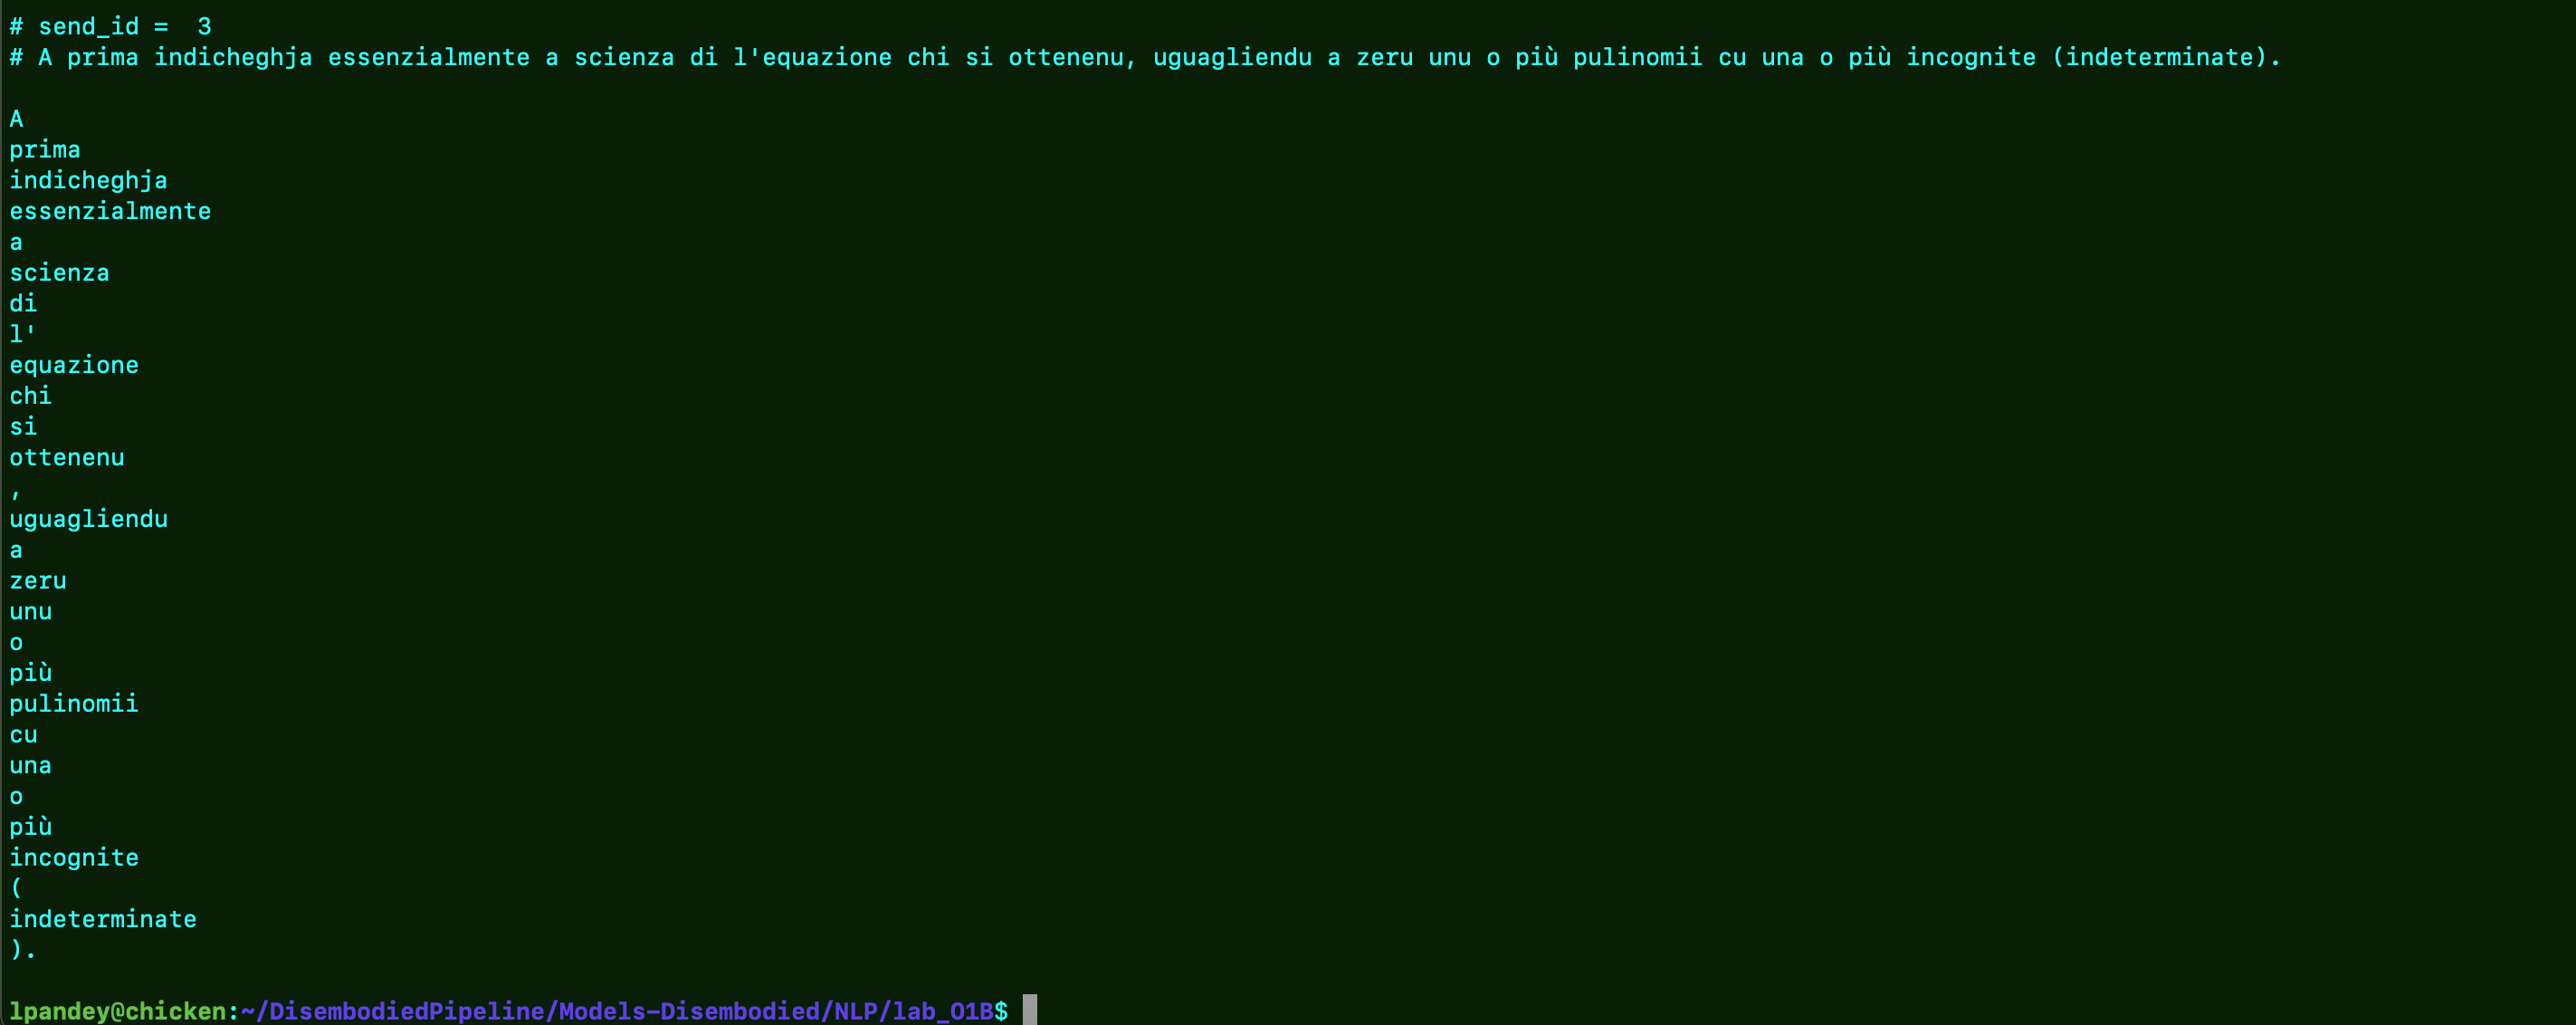 # send_id =  3
# A prima indicheghja essenzialmente a scienza di l'equazione chi si ottenenu, uguagliendu a zeru unu o più pulinomii cu una o più incognite (indeterminate).
A
prima
indicheghja
essenzialmente
a
scienza
di
l'
equazione
chi
si
ottenenu
,
uguagliendu
a
zeru
unu
o
più
pulinomii
cu
una
o
più
incognite
(
indeterminate
).
lpandey@chicken:~/DisembodiedPipeline/Models-Disembodied/NLP/lab_01B$